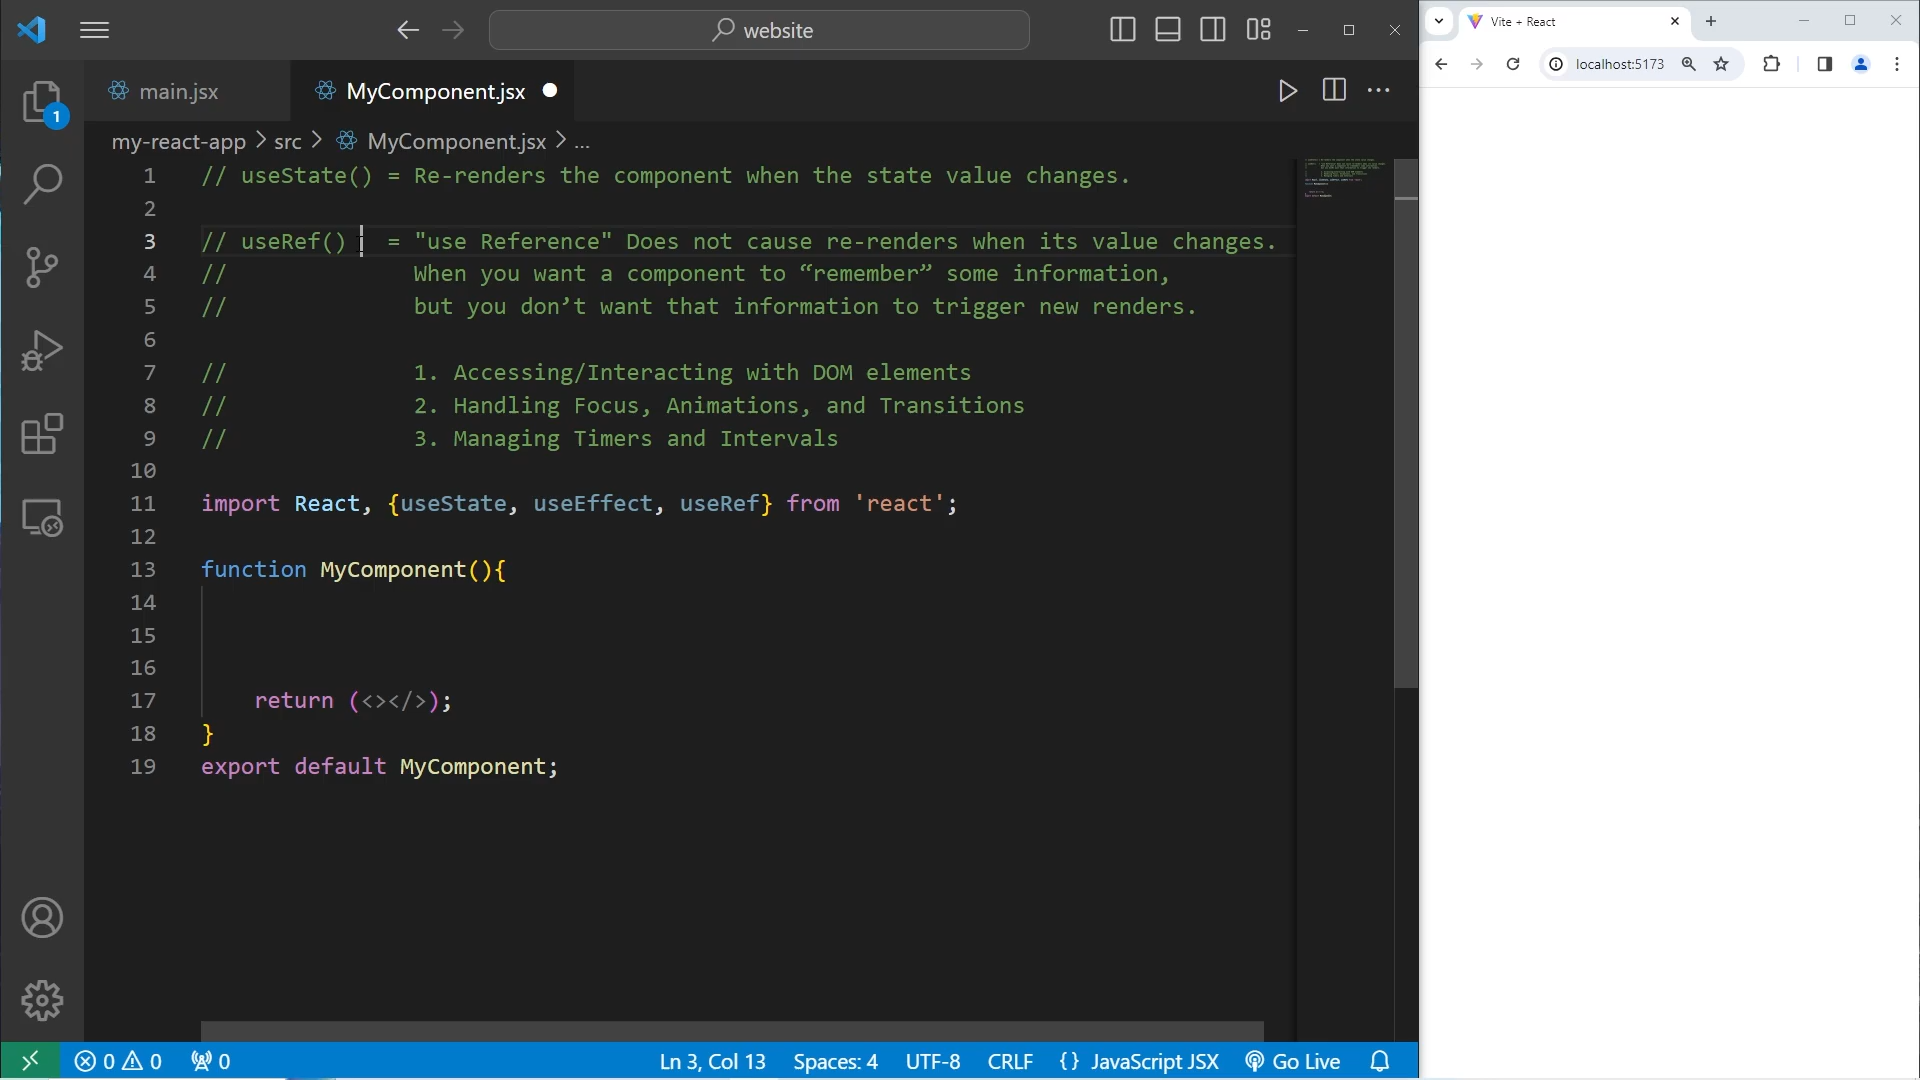 website
Vite + React
localhost:5173
main.jsx
MyComponent.jsx
1
my-react-app > src > MyComponent.jsx > ...
1 // useState() = Re-renders the component when the state value changes.
2
3 // useRef()   = "use Reference" Does not cause re-renders when its value changes.
4 //              When you want a component to “remember” some information,
5 //              but you don’t want that information to trigger new renders.
6
7 //              1. Accessing/Interacting with DOM elements
8 //              2. Handling Focus, Animations, and Transitions
9 //              3. Managing Timers and Intervals
10
11 import React, {useState, useEffect, useRef} from 'react';
12
13 function MyComponent(){
14
15
16
17     return (<></>);
18 }
19 export default MyComponent;
0 0 0 Ln 3, Col 13 Spaces: 4 UTF-8 CRLF {} JavaScript JSX Go Live